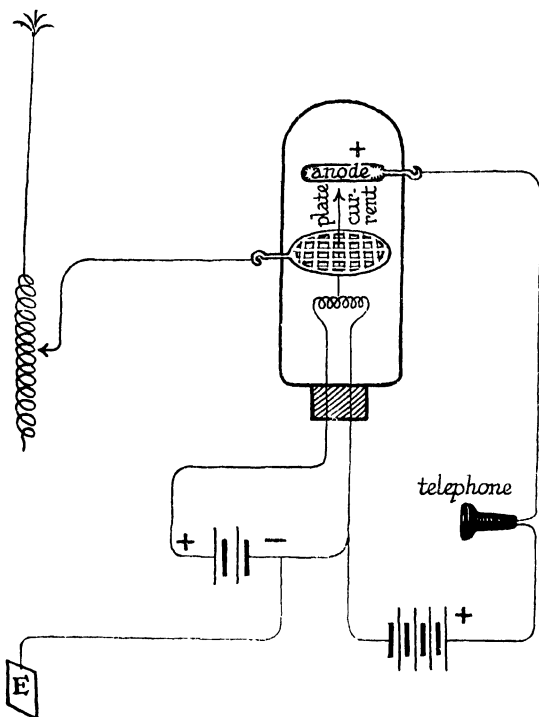 +
anode
plate
cur-
rent
telephone
+
−
+
E